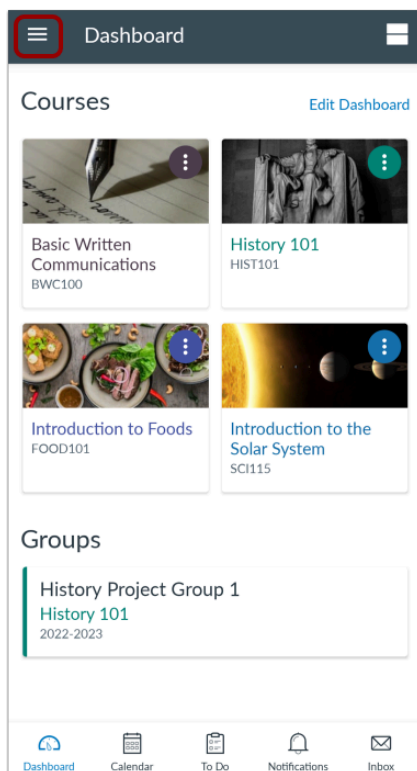 Dashboard
Courses
Edit Dashboard
Basic Written
Communications
BWC100
History 101
HIST101
Introduction to Foods
FOOD101
Introduction to the
Solar System
SCI115
Groups
History Project Group 1
History 101
2022-2023
Dashboard
Calendar
To Do
Notifications
Inbox